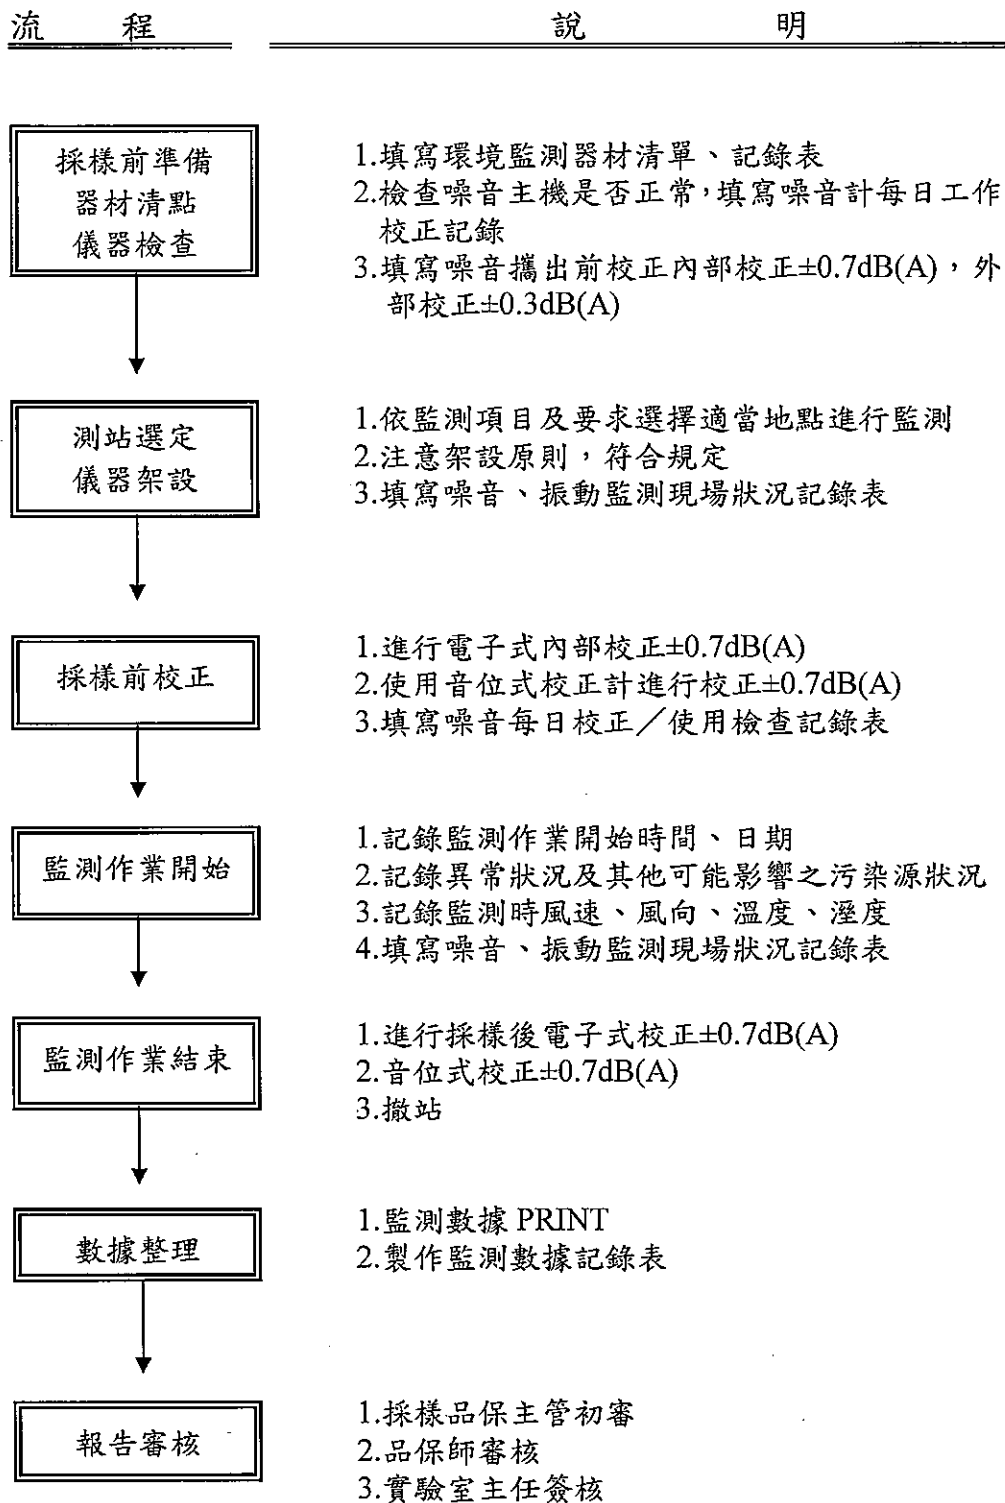 流 程 說 明
採樣前準備
器材清點
儀器檢查
1.填寫環境監測器材清單、記錄表
2.檢查噪音主機是否正常,填寫噪音計每日工作
校正記錄
3.填寫噪音攜出前校正內部校正±0.7dB(A),外
部校正±0.3dB(A)
測站選定
儀器架設
1.依監測項目及要求選擇適當地點進行監測
2.注意架設原則,符合規定
3.填寫噪音、振動監測現場狀況記錄表
採樣前校正
1.進行電子式內部校正±0.7dB(A)
2.使用音位式校正計進行校正±0.7dB(A)
3.填寫噪音每日校正／使用檢查記錄表
監測作業開始
1.記錄監測作業開始時間、日期
2.記錄異常狀況及其他可能影響之污染源狀況
3.記錄監測時風速、風向、溫度、溼度
4.填寫噪音、振動監測現場狀況記錄表
監測作業結束
1.進行採樣後電子式校正±0.7dB(A)
2.音位式校正±0.7dB(A)
3.撤站
數據整理
1.監測數據 PRINT
2.製作監測數據記錄表
報告審核
1.採樣品保主管初審
2.品保師審核
3.實驗室主任簽核